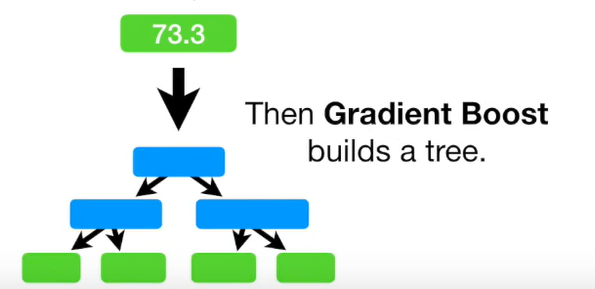 73.3
Then Gradient Boost
builds a tree.